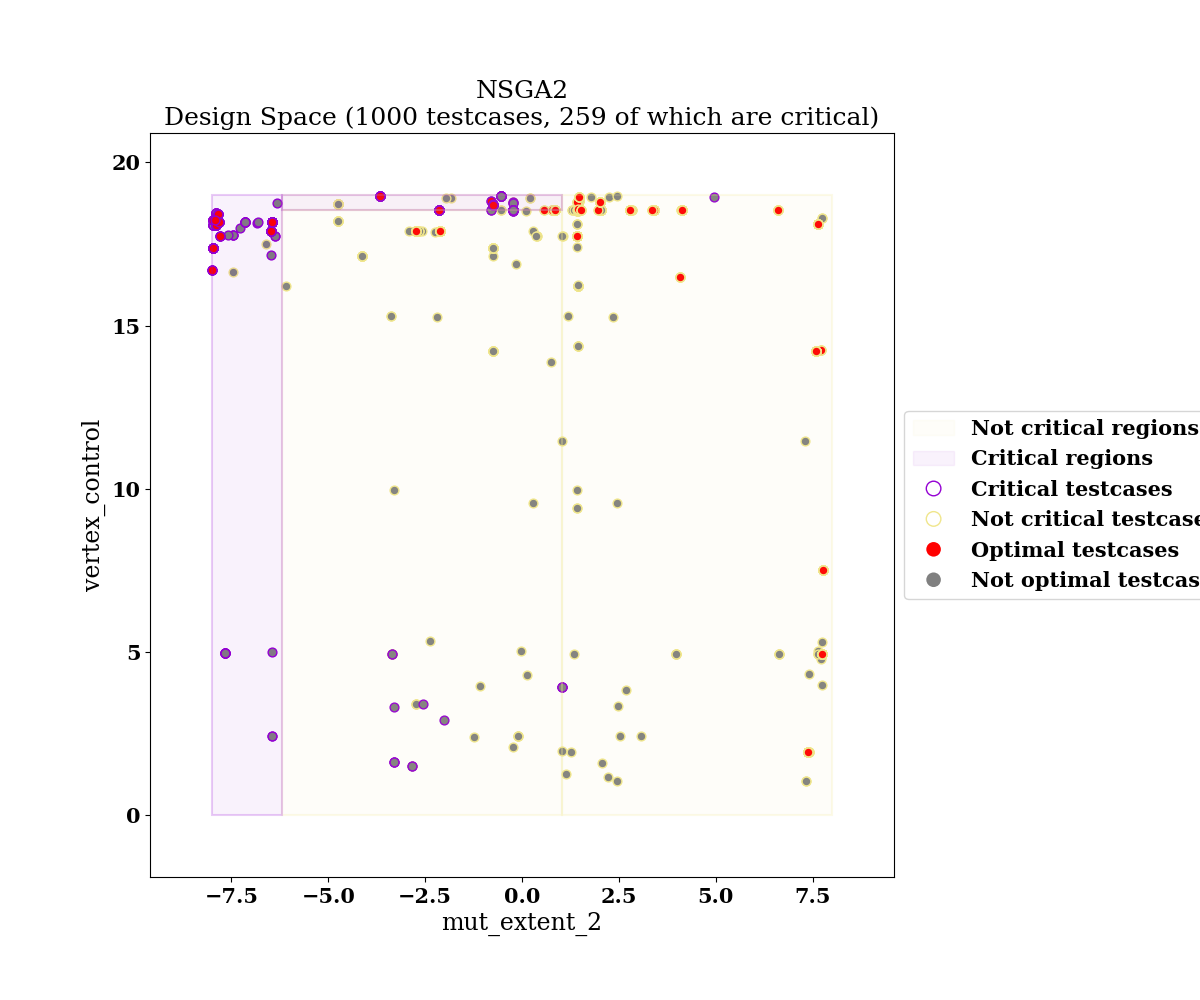 NSGA2
Design Space (1000 testcases, 259 of which are critical)
20
15
10
5
0
vertex_control
−7.5
−5.0
−2.5
0.0
2.5
5.0
7.5
mut_extent_2
Not critical regions
Critical regions
Critical testcases
Not critical testcase
Optimal testcases
Not optimal testcas